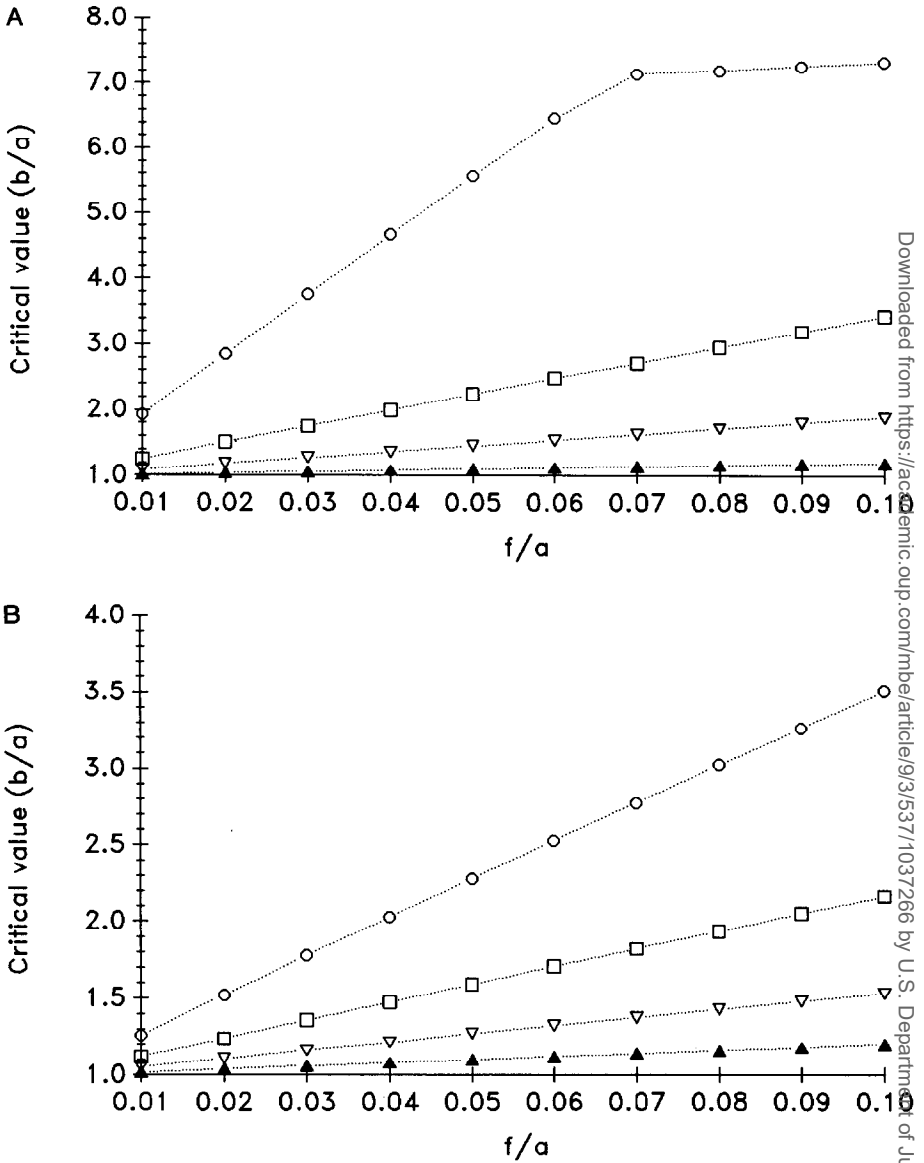 A
8.0
7.0
6.0
5.0
4.0
3.0
2.0
1.0
Critical value (b/a)
0.01 0.02 0.03 0.04 0.05 0.06 0.07 0.08 0.09 0.10
f/a
B
4.0
3.5
3.0
2.5
2.0
1.5
1.0
Critical value (b/a)
0.01 0.02 0.03 0.04 0.05 0.06 0.07 0.08 0.09 0.10
f/a
Downloaded from https://academic.oup.com/mbe/article/9/3/537/1037266 by U.S. Department of Ju